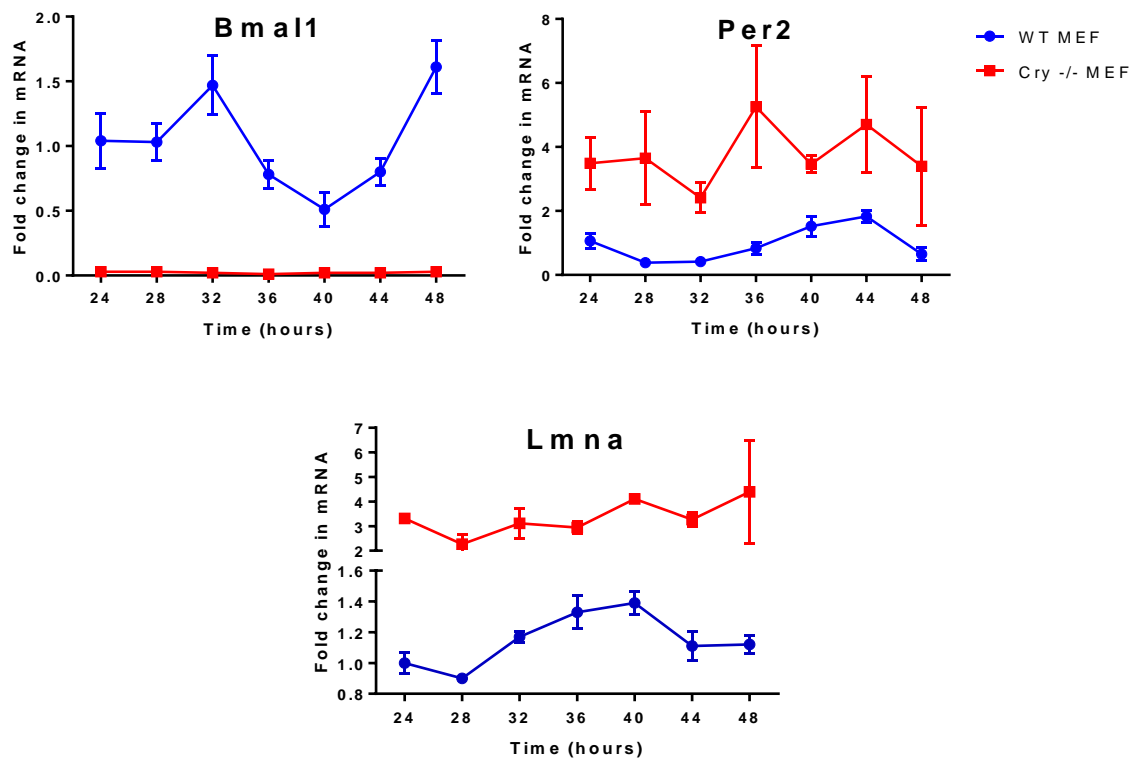 Bmal1
Fold change in mRNA
2.0
1.5
1.0
0.5
0.0
24 28 32 36 40 44 48
Time (hours)
Per2
Fold change in mRNA
8
6
4
2
0
24 28 32 36 40 44 48
Time (hours)
WT MEF
Cry -/- MEF
Lmna
Fold change in mRNA
7
6
5
4
3
2
1.6
1.4
1.2
1.0
0.8
24 28 32 36 40 44 48
Time (hours)